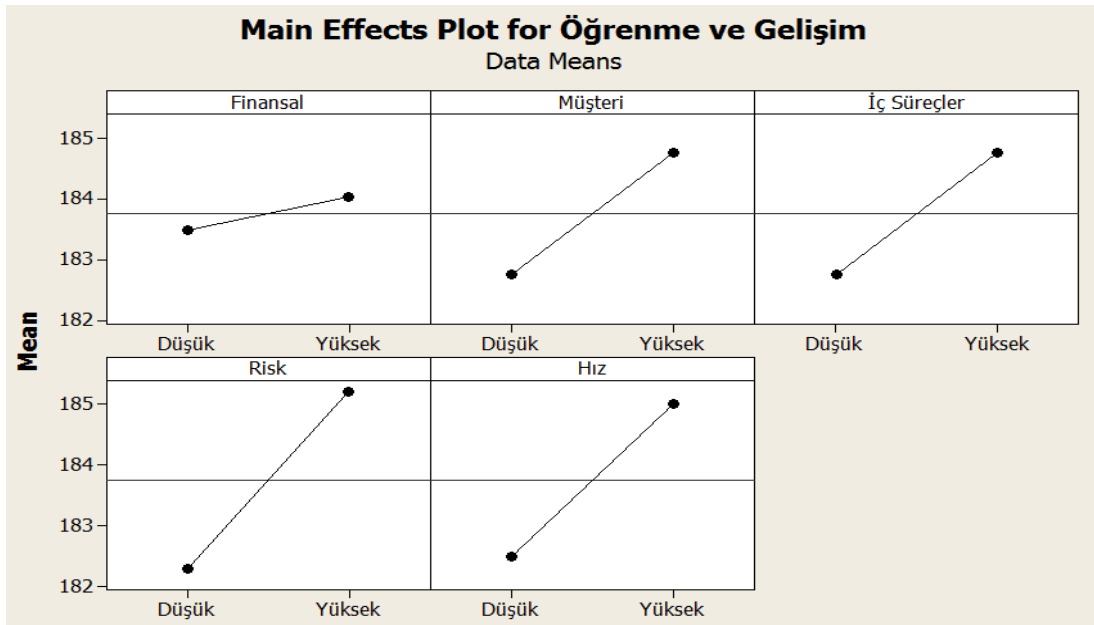 Main Effects Plot for Öğrenme ve Gelişim
Data Means
Finansal Müşteri İç Süreçler
185
184
183
182
Düşük Yüksek Düşük Yüksek Düşük Yüksek
Mean
Risk Hız
185
184
183
182
Düşük Yüksek Düşük Yüksek